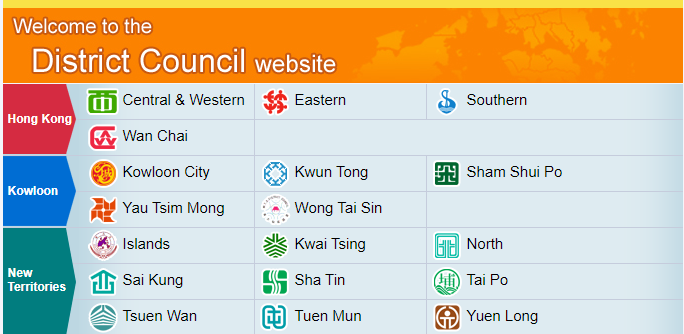 Welcome to the
District Council website
Hong Kong
Central & Western
Eastern
Southern
Wan Chai
Kowloon
Kowloon City
Kwun Tong
Sham Shui Po
Yau Tsim Mong
Wong Tai Sin
New
Territories
Islands
Kwai Tsing
North
Sai Kung
Sha Tin
Tai Po
Tsuen Wan
Tuen Mun
Yuen Long